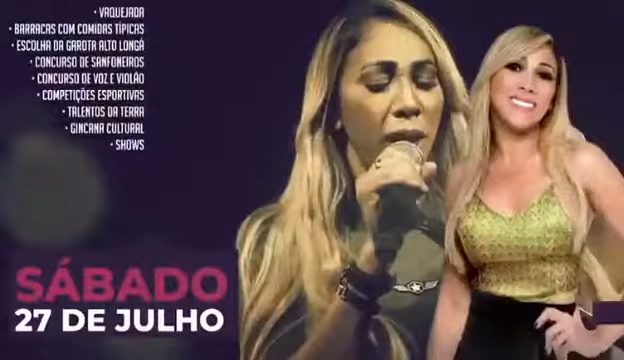 • VAQUEJADA
• BARRACAS COM COMIDAS TÍPICAS
• ESCOLHA DA GAROTA ALTO LONGÁ
• CONCURSO DE SANFONEIROS
• CONCURSO DE VOZ E VIOLÃO
• COMPETIÇÕES ESPORTIVAS
• TALENTOS DA TERRA
• GINCANA CULTURAL
• SHOWS
SÁBADO
27 DE JULHO